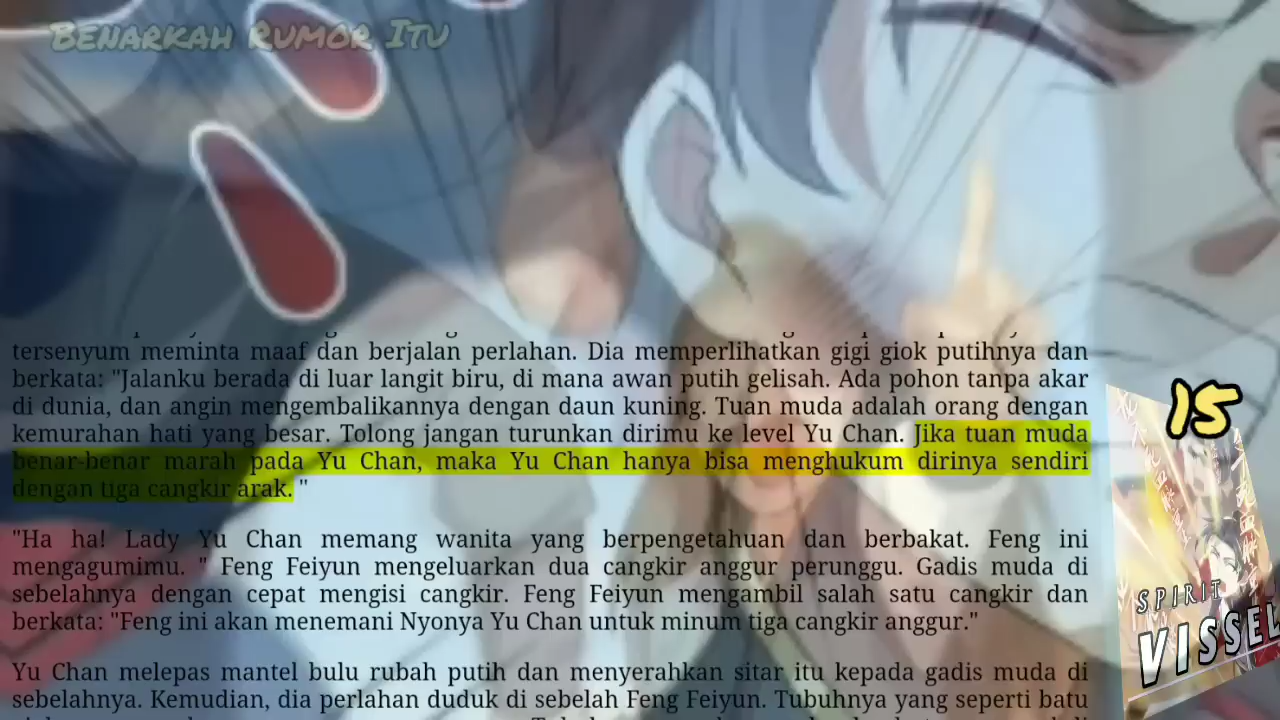 Benarkah Rumor Itu
tersenyum meminta maaf dan berjalan perlahan. Dia memperlihatkan gigi giok putihnya dan
berkata: "Jalanku berada di luar langit biru, di mana awan putih gelisah. Ada pohon tanpa akar
di dunia, dan angin mengembalikannya dengan daun kuning. Tuan muda adalah orang dengan
kemurahan hati yang besar. Tolong jangan turunkan dirimu ke level Yu Chan. Jika tuan muda
benar-benar marah pada Yu Chan, maka Yu Chan hanya bisa menghukum dirinya sendiri
dengan tiga cangkir arak. "
"Ha ha! Lady Yu Chan memang wanita yang berpengetahuan dan berbakat. Feng ini
mengagumimu. " Feng Feiyun mengeluarkan dua cangkir anggur perunggu. Gadis muda di
sebelahnya dengan cepat mengisi cangkir. Feng Feiyun mengambil salah satu cangkir dan
berkata: "Feng ini akan menemani Nyonya Yu Chan untuk minum tiga cangkir anggur."
Yu Chan melepas mantel bulu rubah putih dan menyerahkan sitar itu kepada gadis muda di
sebelahnya. Kemudian, dia perlahan duduk di sebelah Feng Feiyun. Tubuhnya yang seperti batu
15
SPIRIT
VISSEL